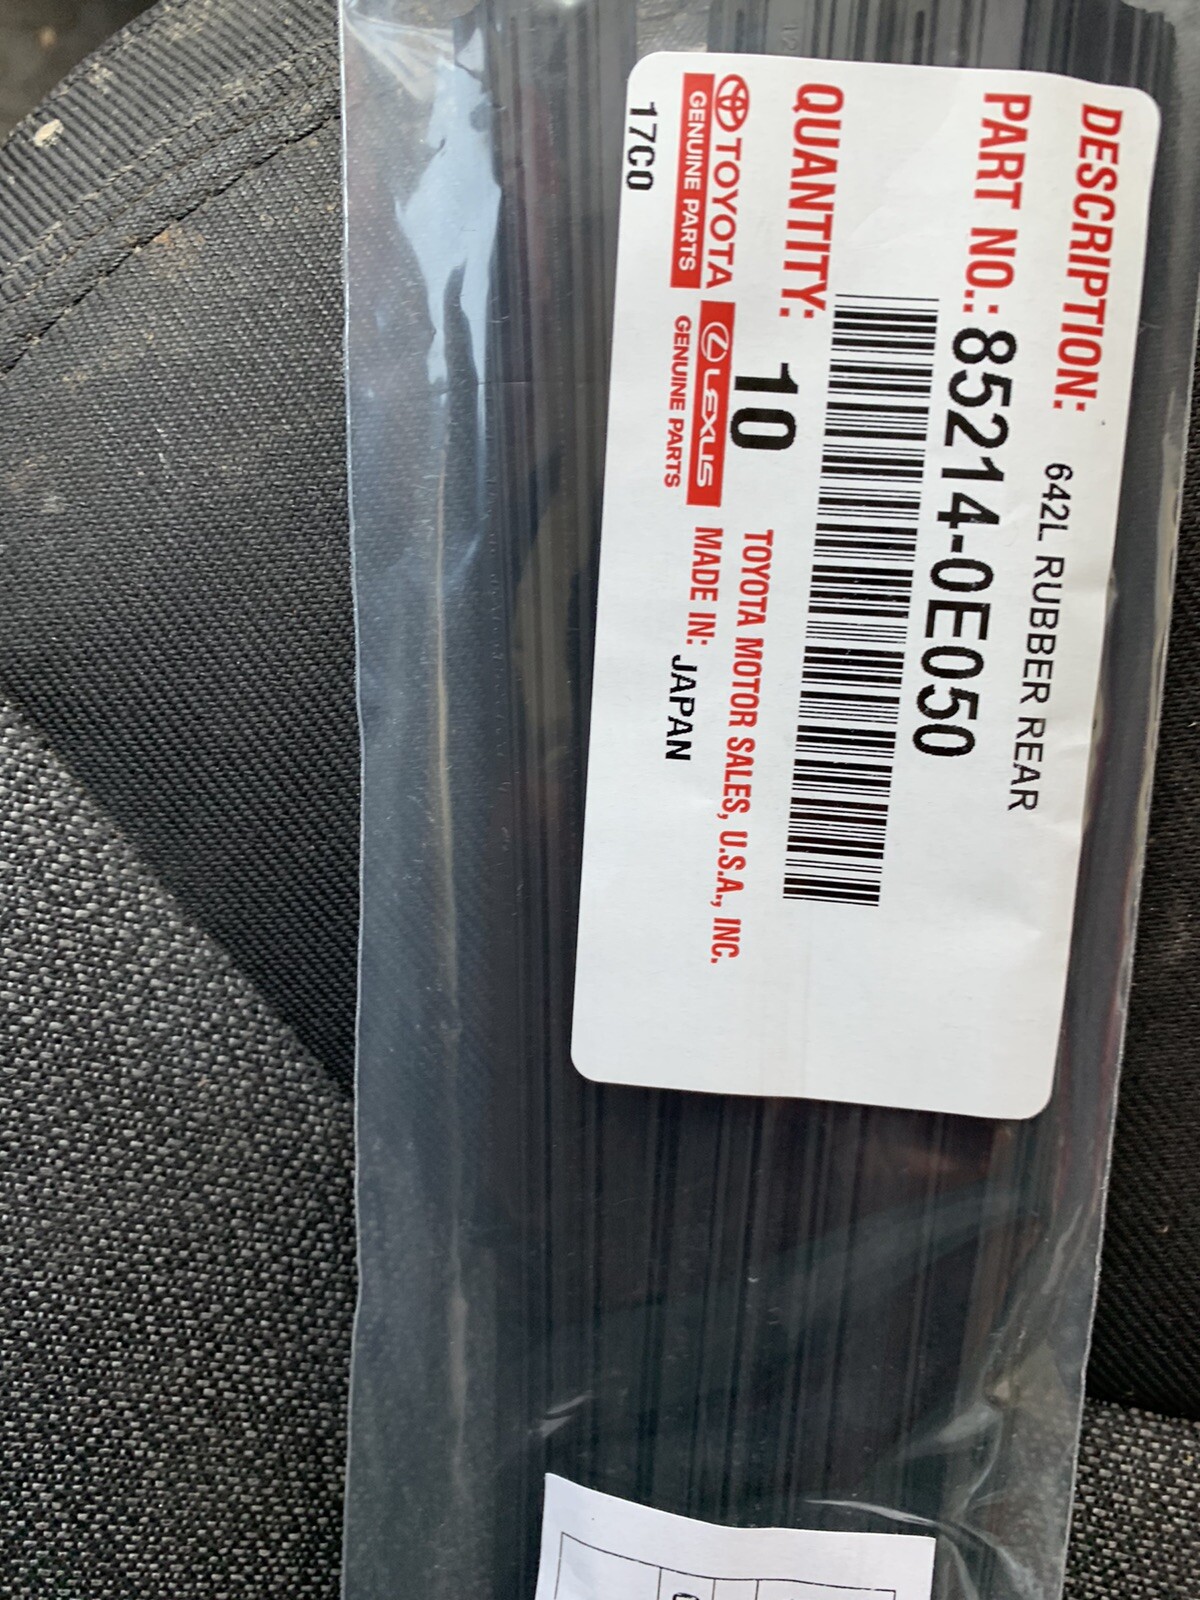 DESCRIPTION: 642L RUBBER REAR
PART NO.: 85214-0E050
QUANTITY: 10
TOYOTA MOTOR SALES, U.S.A., INC.
TOYOTA
GENUINE PARTS
LEXUS
GENUINE PARTS
MADE IN: JAPAN
17C0